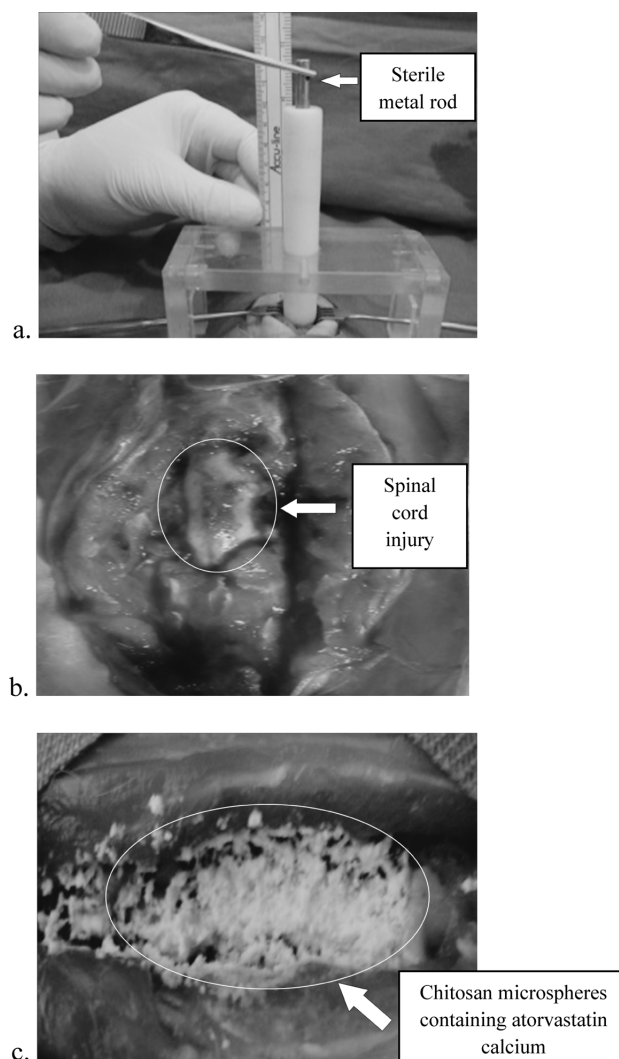 Sterile
metal rod
Accu-line
a.
Spinal
cord
injury
b.
Chitosan microspheres
containing atorvastatin
calcium
c.